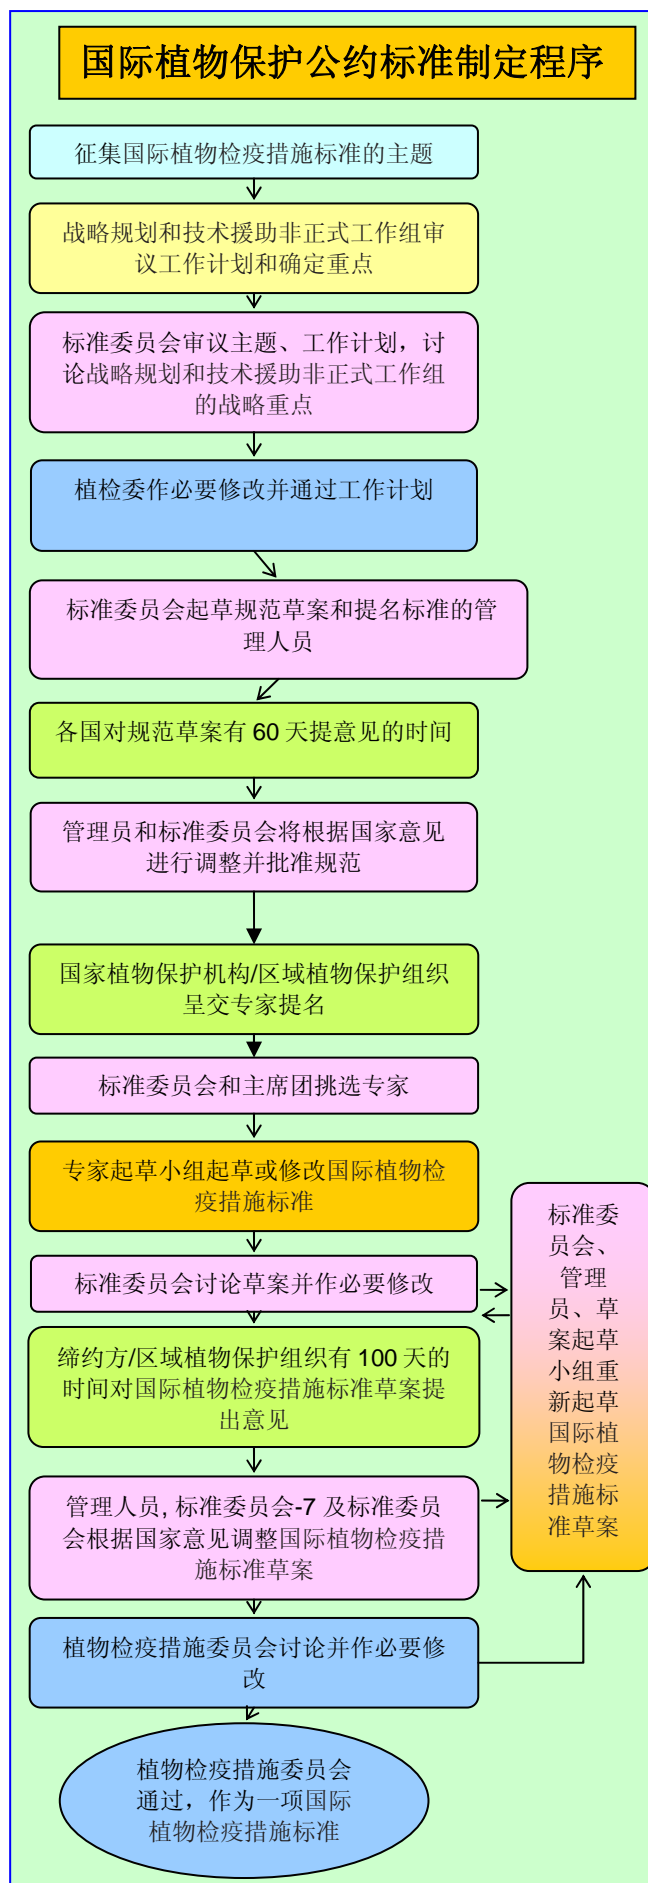 国际植物保护公约标准制定程序
征集国际植物检疫措施标准的主题
战略规划和技术援助非正式工作组审
议工作计划和确定重点
标准委员会审议主题、工作计划，讨
论战略规划和技术援助非正式工作组
的战略重点
植检委作必要修改并通过工作计划
标准委员会起草规范草案和提名标准的管
理人员
各国对规范草案有 60 天提意见的时间
管理员和标准委员会将根据国家意见
进行调整并批准规范
国家植物保护机构/区域植物保护组织
呈交专家提名
标准委员会和主席团挑选专家
专家起草小组起草或修改国际植物检
疫措施标准
标准委员会讨论草案并作必要修改
缔约方/区域植物保护组织有 100 天的
时间对国际植物检疫措施标准草案提
出意见
管理人员, 标准委员会-7 及标准委员
会根据国家意见调整国际植物检疫措
施标准草案
标准委
员会、
管理
员、草
案起草
小组重
新起草
国际植
物检疫
措施标
准草案
植物检疫措施委员会讨论并作必要修
改
植物检疫措施委员会
通过，作为一项国际
植物检疫措施标准